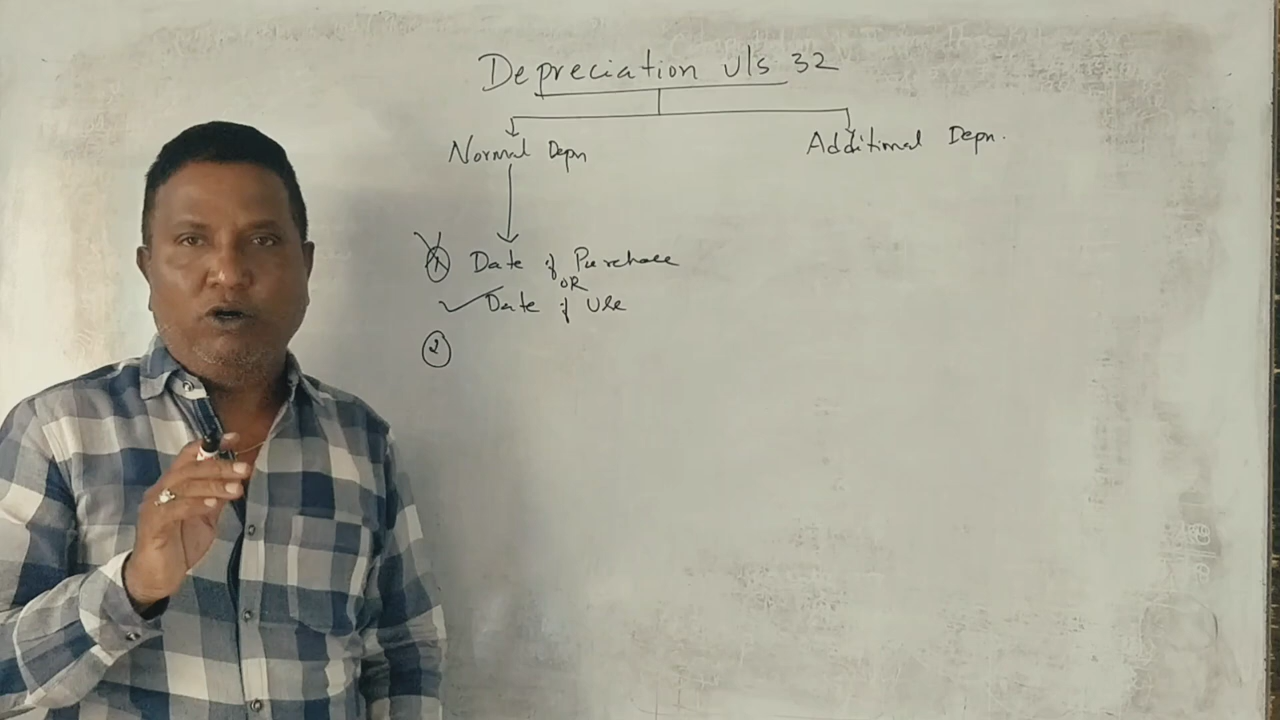 Depreciation u/s 32
Normal Depn
Additional Depn.
1 Date of Purchase
OR
Date of Use
2